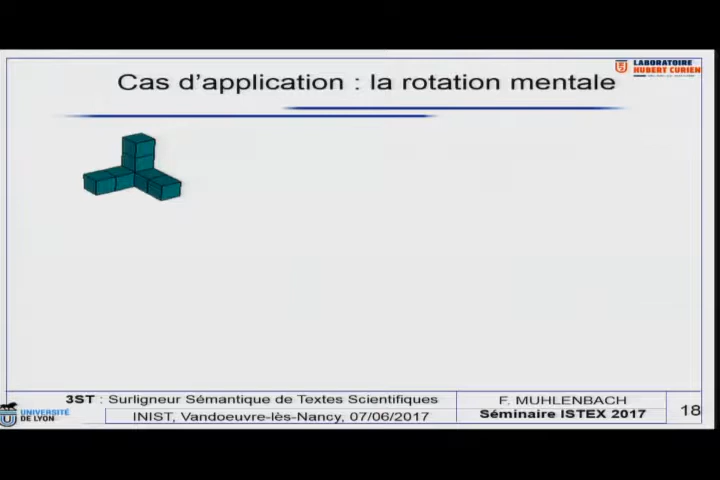 LABORATOIRE
HUBERT CURIEN
Cas d'application : la rotation mentale
3ST : Surligneur Sémantique de Textes Scientifiques
F. MUHLENBACH
UNIVERSITÉ
DE LYON
INIST, Vandoeuvre-lès-Nancy, 07/06/2017
Séminaire ISTEX 2017
18